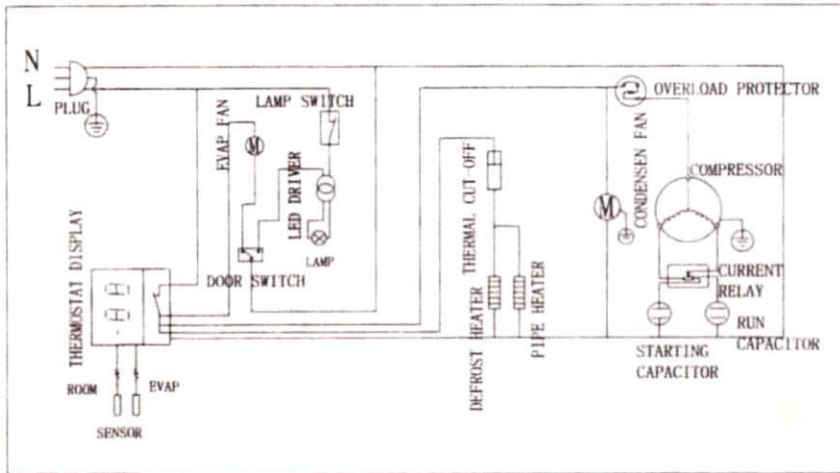 N
L
PLUG
LAMP SWITCH
OVERLOAD PROTECTOR
EVAP FAN
M
LED DRIVER
LAMP
DOOR SWITCH
THERMAL CUT-OFF
CONDENSEN FAN
M
COMPRESSOR
THERMOSTAT DISPLAY
DEFROST HEATER
PIPE HEATER
CURRENT
RELAY
RUN
CAPACITOR
STARTING
CAPACITOR
ROOM
EVAP
SENSOR